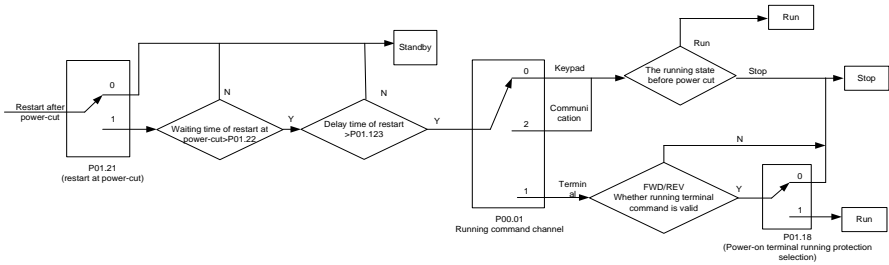 Restart after
power-cut
0
1
P01.21
(restart at power-cut)
N
Waiting time of restart at
power-cut>P01.22
Y
N
Delay time of restart
>P01.123
Y
Standby
0
Keypad
Communi
cation
2
1
Termin
al
P00.01
Running command channel
Run
Run
The running state
before power cut
Stop
Stop
N
FWD/REV
Whether running terminal
command is valid
Y
0
1
Run
P01.18
(Power-on terminal running protection
selection)